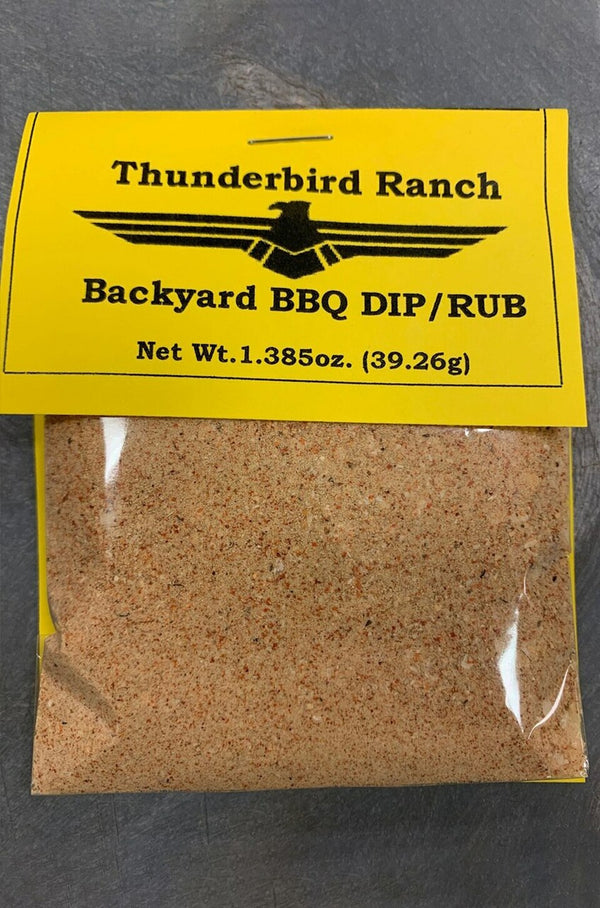 Thunderbird Ranch
Backyard BBQ DIP/RUB
Net Wt.1.385oz. (39.26g)